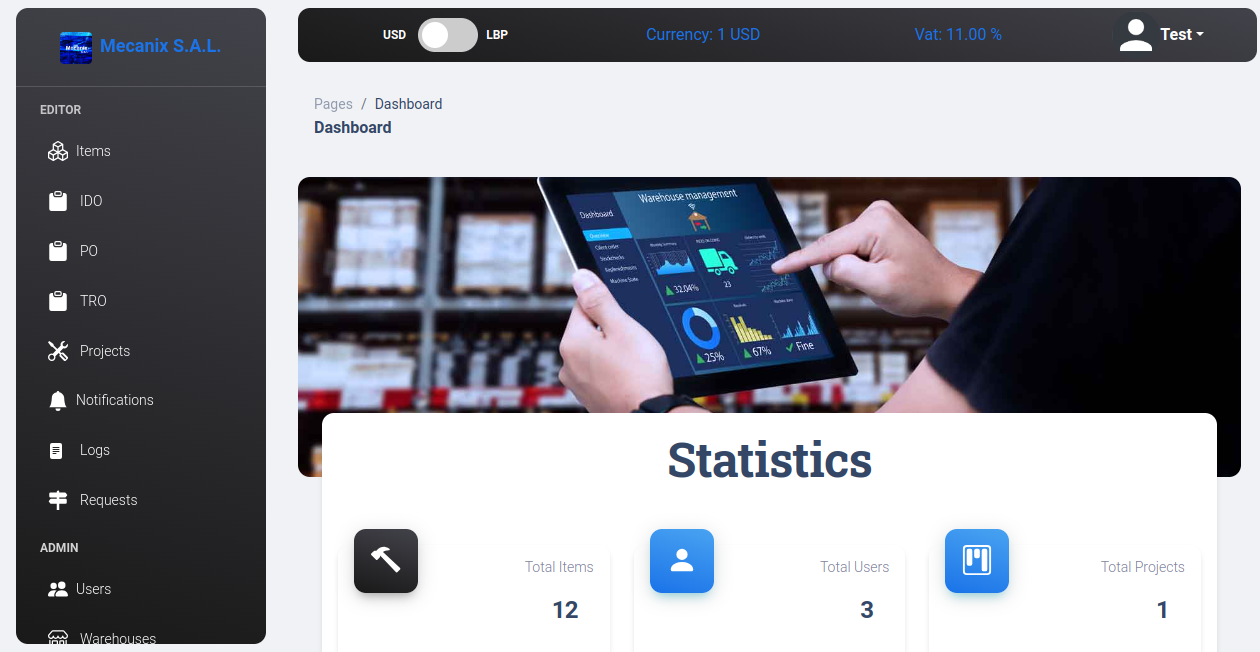 Mecanix S.A.L.
USD
LBP
Currency: 1 USD
Vat: 11.00 %
Test
EDITOR
Items
IDO
PO
TRO
Projects
Notifications
Logs
Requests
ADMIN
Users
Warehouses
Pages / Dashboard
Dashboard
Warehouse management
Dashboard
Overview
Client order
Stockchecks
Replenishments
Machine State
Monthly Summary
32,04%
23
25%
67%
Fine
Statistics
Total Items
12
Total Users
3
Total Projects
1